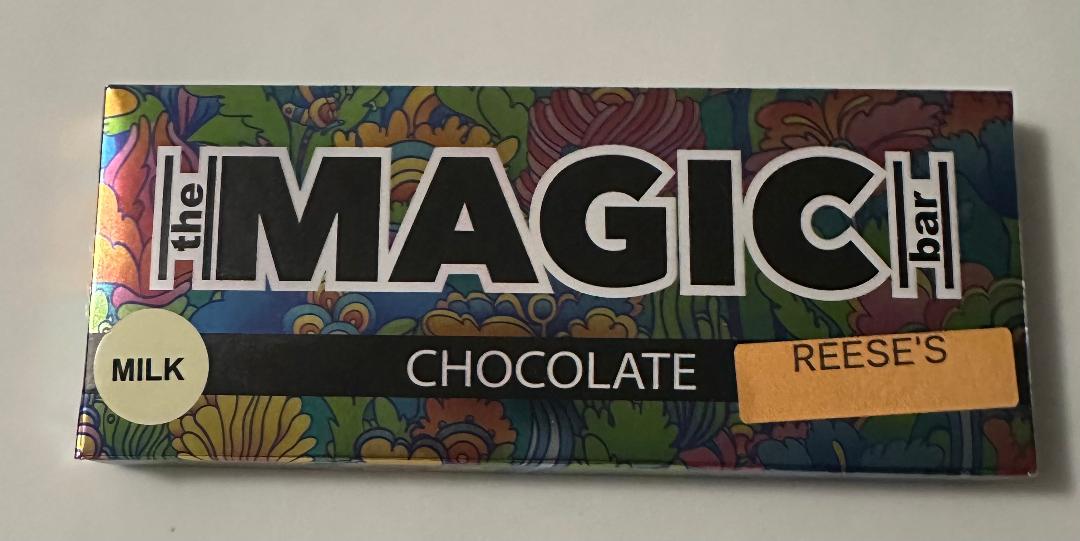 the MAGIC bar
MILK
CHOCOLATE
REESE'S